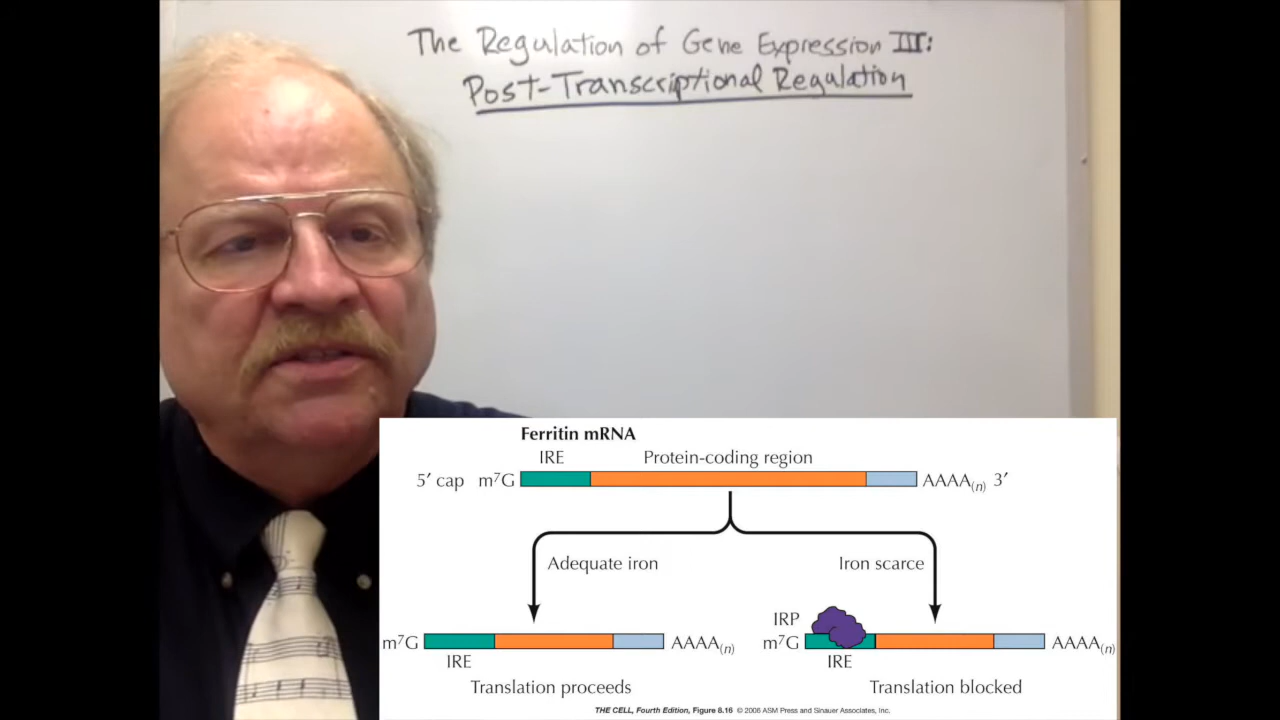 The Regulation of Gene Expression III:
Post-Transcriptional Regulation
Ferritin mRNA
IRE Protein-coding region
5′ cap m⁷G AAAA(n) 3′
Adequate iron Iron scarce
IRP
m⁷G AAAA(n) m⁷G AAAA(n)
IRE IRE
Translation proceeds Translation blocked
THE CELL, Fourth Edition, Figure 8.16 © 2006 ASM Press and Sinauer Associates, Inc.